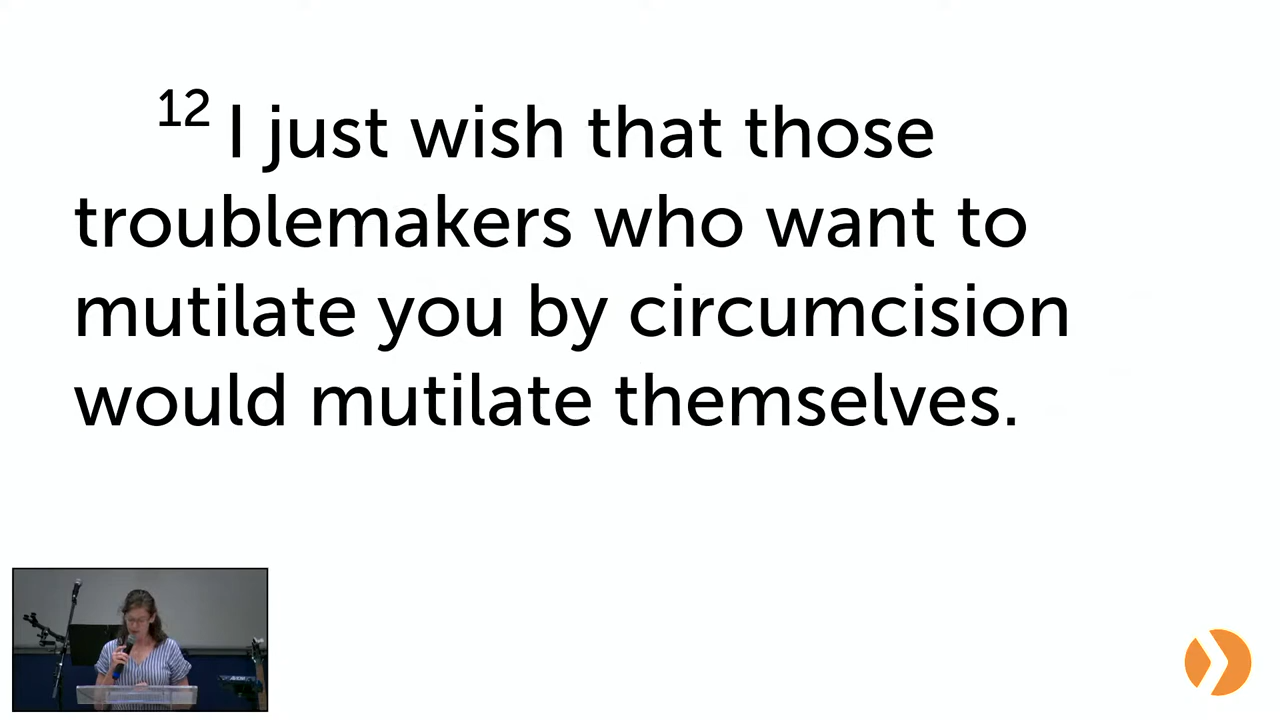 12 I just wish that those
troublemakers who want to
mutilate you by circumcision
would mutilate themselves.